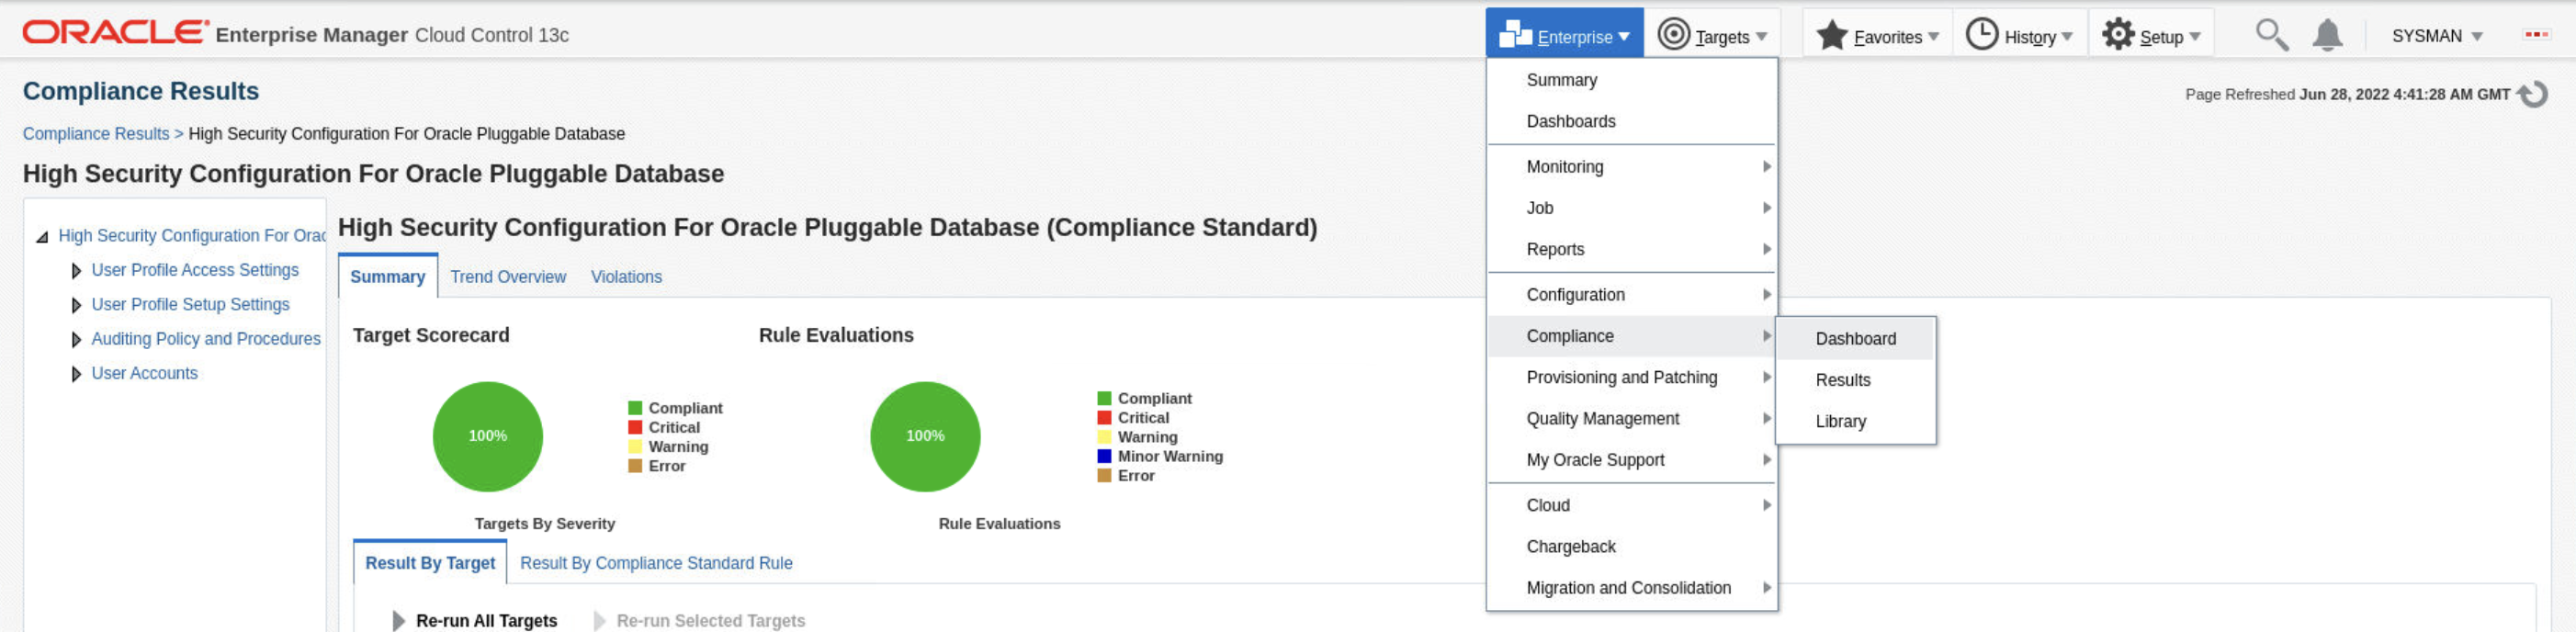 ORACLE Enterprise Manager Cloud Control 13c
Enterprise Targets Favorites History Setup SYSMAN
Compliance Results
Page Refreshed Jun 28, 2022 4:41:28 AM GMT
Compliance Results > High Security Configuration For Oracle Pluggable Database
High Security Configuration For Oracle Pluggable Database
High Security Configuration For Orac
User Profile Access Settings
User Profile Setup Settings
Auditing Policy and Procedures
User Accounts
High Security Configuration For Oracle Pluggable Database (Compliance Standard)
Summary Trend Overview Violations
Target Scorecard
100%
Compliant
Critical
Warning
Error
Targets By Severity
Rule Evaluations
100%
Compliant
Critical
Warning
Minor Warning
Error
Rule Evaluations
Result By Target Result By Compliance Standard Rule
Re-run All Targets Re-run Selected Targets
Summary
Dashboards
Monitoring
Job
Reports
Configuration
Compliance
Provisioning and Patching
Quality Management
My Oracle Support
Cloud
Chargeback
Migration and Consolidation
Dashboard
Results
Library